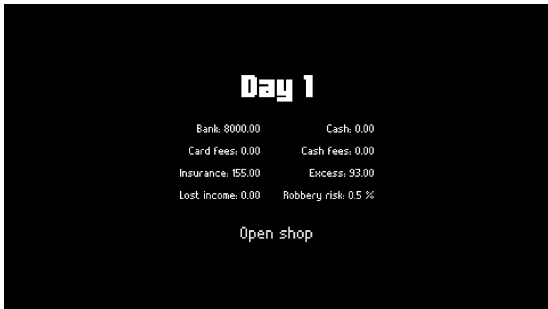 Day 1
Bank: 8000.00 Cash: 0.00
Card fees: 0.00 Cash fees: 0.00
Insurance: 155.00 Excess: 93.00
Lost income: 0.00 Robbery risk: 0.5 %
Open shop